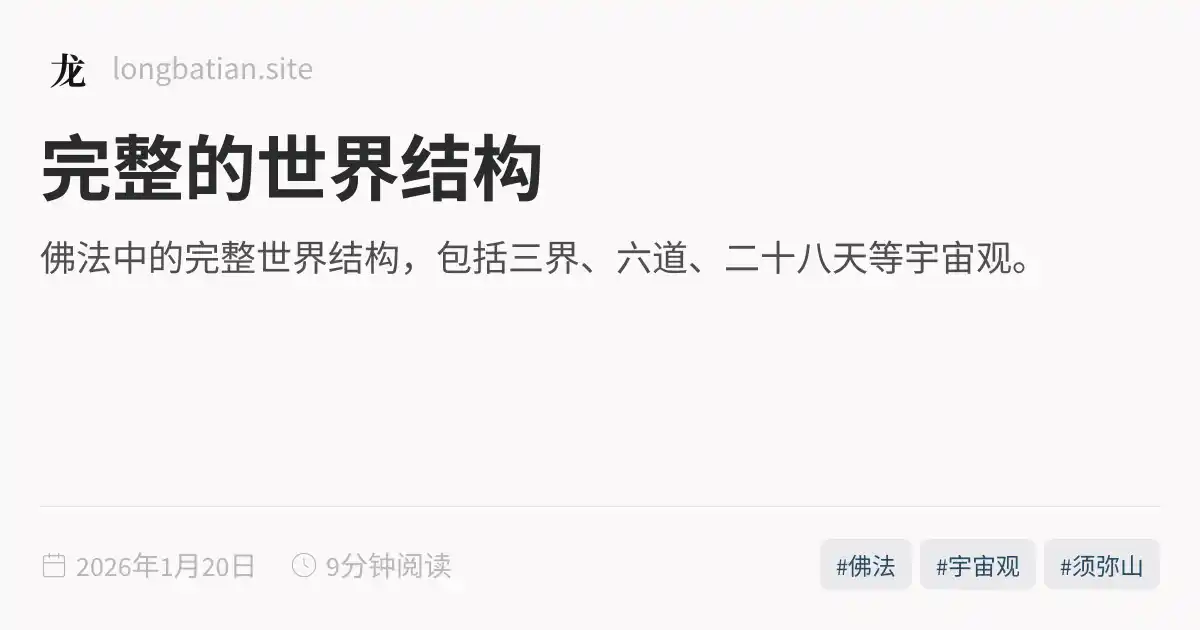 龙 longbatian.site
完整的世界结构
佛法中的完整世界结构，包括三界、六道、二十八天等宇宙观。
2026年1月20日 9分钟阅读 #佛法 #宇宙观 #须弥山